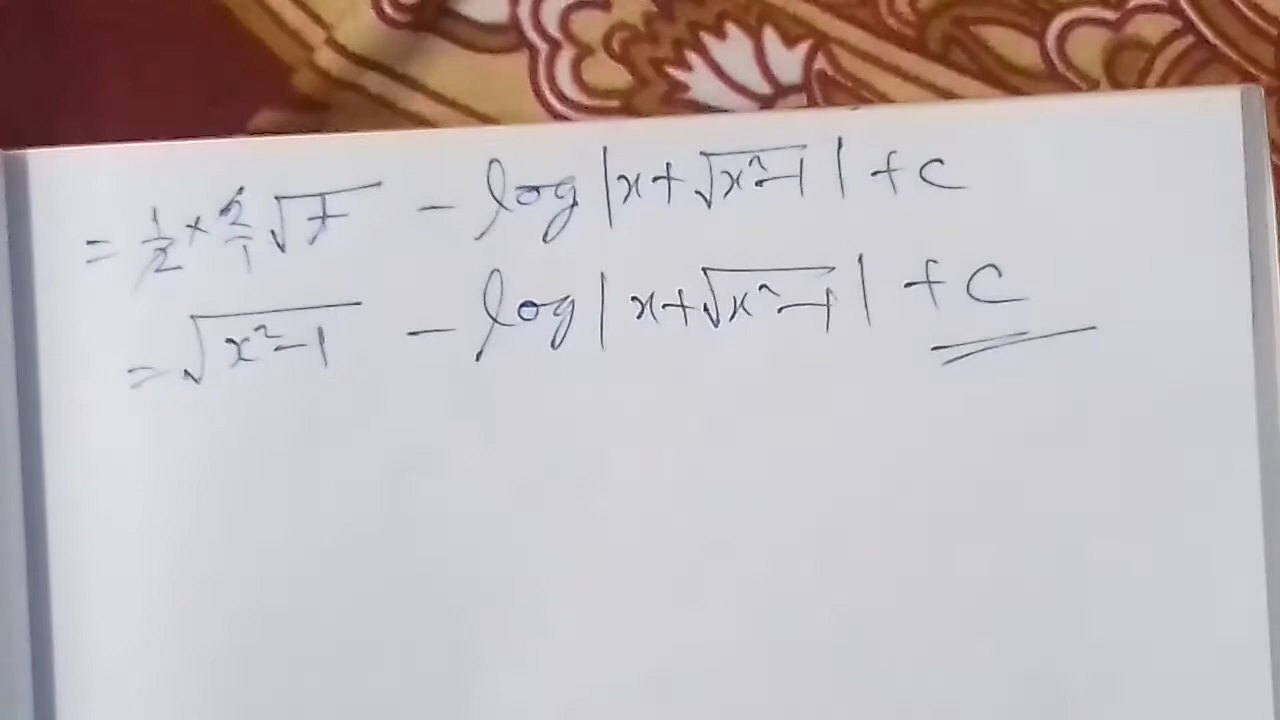 = 1/2 × 2/1 √t - log |x+√x²-1| + c
= √x²-1 - log | x+√x²-1 | + c